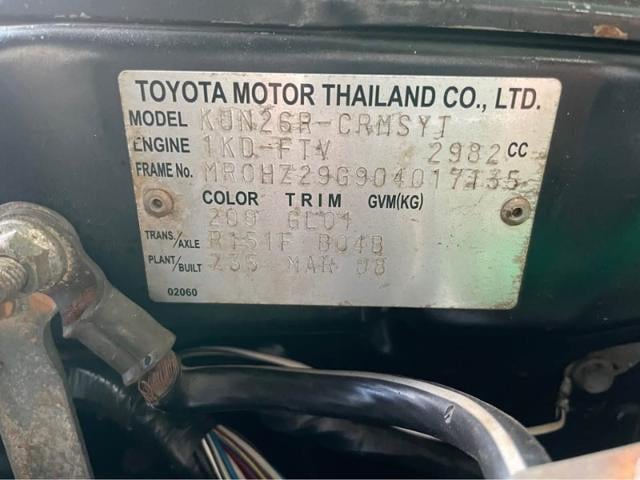 TOYOTA MOTOR THAILAND CO., LTD.
MODEL KUN26R-CRMSYT
ENGINE 1KD-FTV 2982 CC
FRAME No. MR0HZ29G904017135
COLOR TRIM GVM(KG)
209 GL04
TRANS./AXLE R151F B04B
PLANT/BUILT Z35 MAR 08
02060